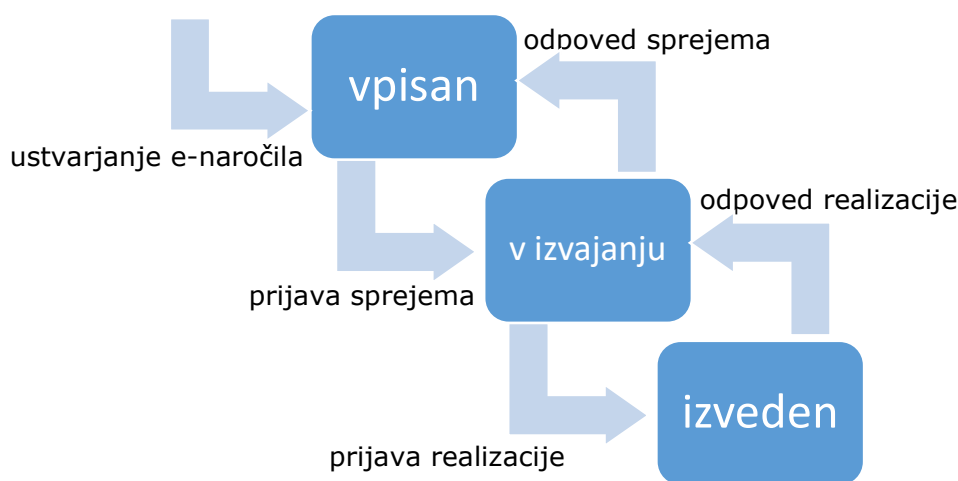 odpoved sprejema
vpisan
ustvarjanje e-naročila
odpoved realizacije
v izvajanju
prijava sprejema
izveden
prijava realizacije